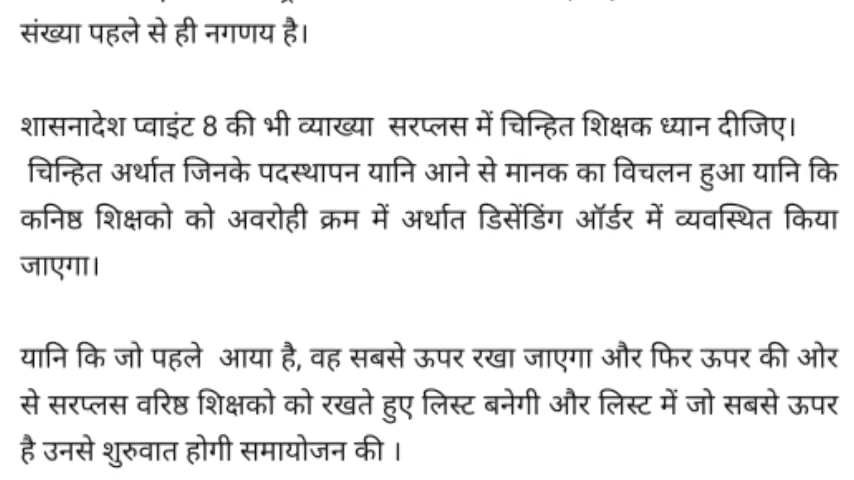 संख्या पहले से ही नगणय है।
शासनादेश प्वाइंट 8 की भी व्याख्या सरप्लस में चिन्हित शिक्षक ध्यान दीजिए।
चिन्हित अर्थात जिनके पदस्थापन यानि आने से मानक का विचलन हुआ यानि कि
कनिष्ठ शिक्षको को अवरोही क्रम में अर्थात डिसेंडिंग ऑर्डर में व्यवस्थित किया
जाएगा।
यानि कि जो पहले आया है, वह सबसे ऊपर रखा जाएगा और फिर ऊपर की ओर
से सरप्लस वरिष्ठ शिक्षको को रखते हुए लिस्ट बनेगी और लिस्ट में जो सबसे ऊपर
है उनसे शुरुवात होगी समायोजन की ।